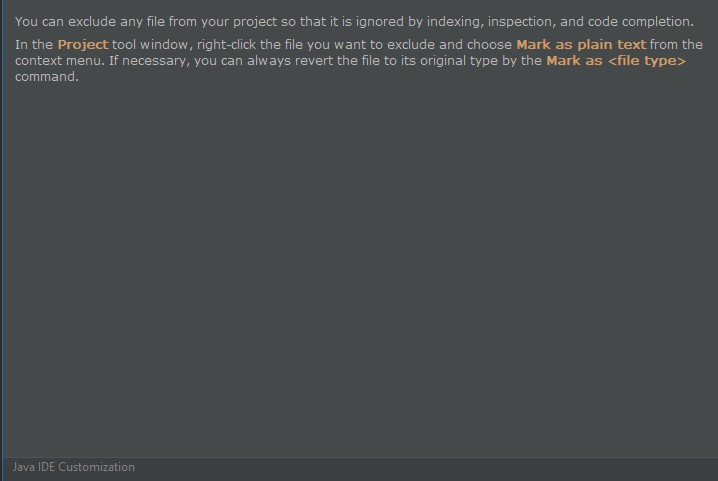 You can exclude any file from your project so that it is ignored by indexing, inspection, and code completion.
In the Project tool window, right-click the file you want to exclude and choose Mark as plain text from the
context menu. If necessary, you can always revert the file to its original type by the Mark as <file type>
command.
Java IDE Customization